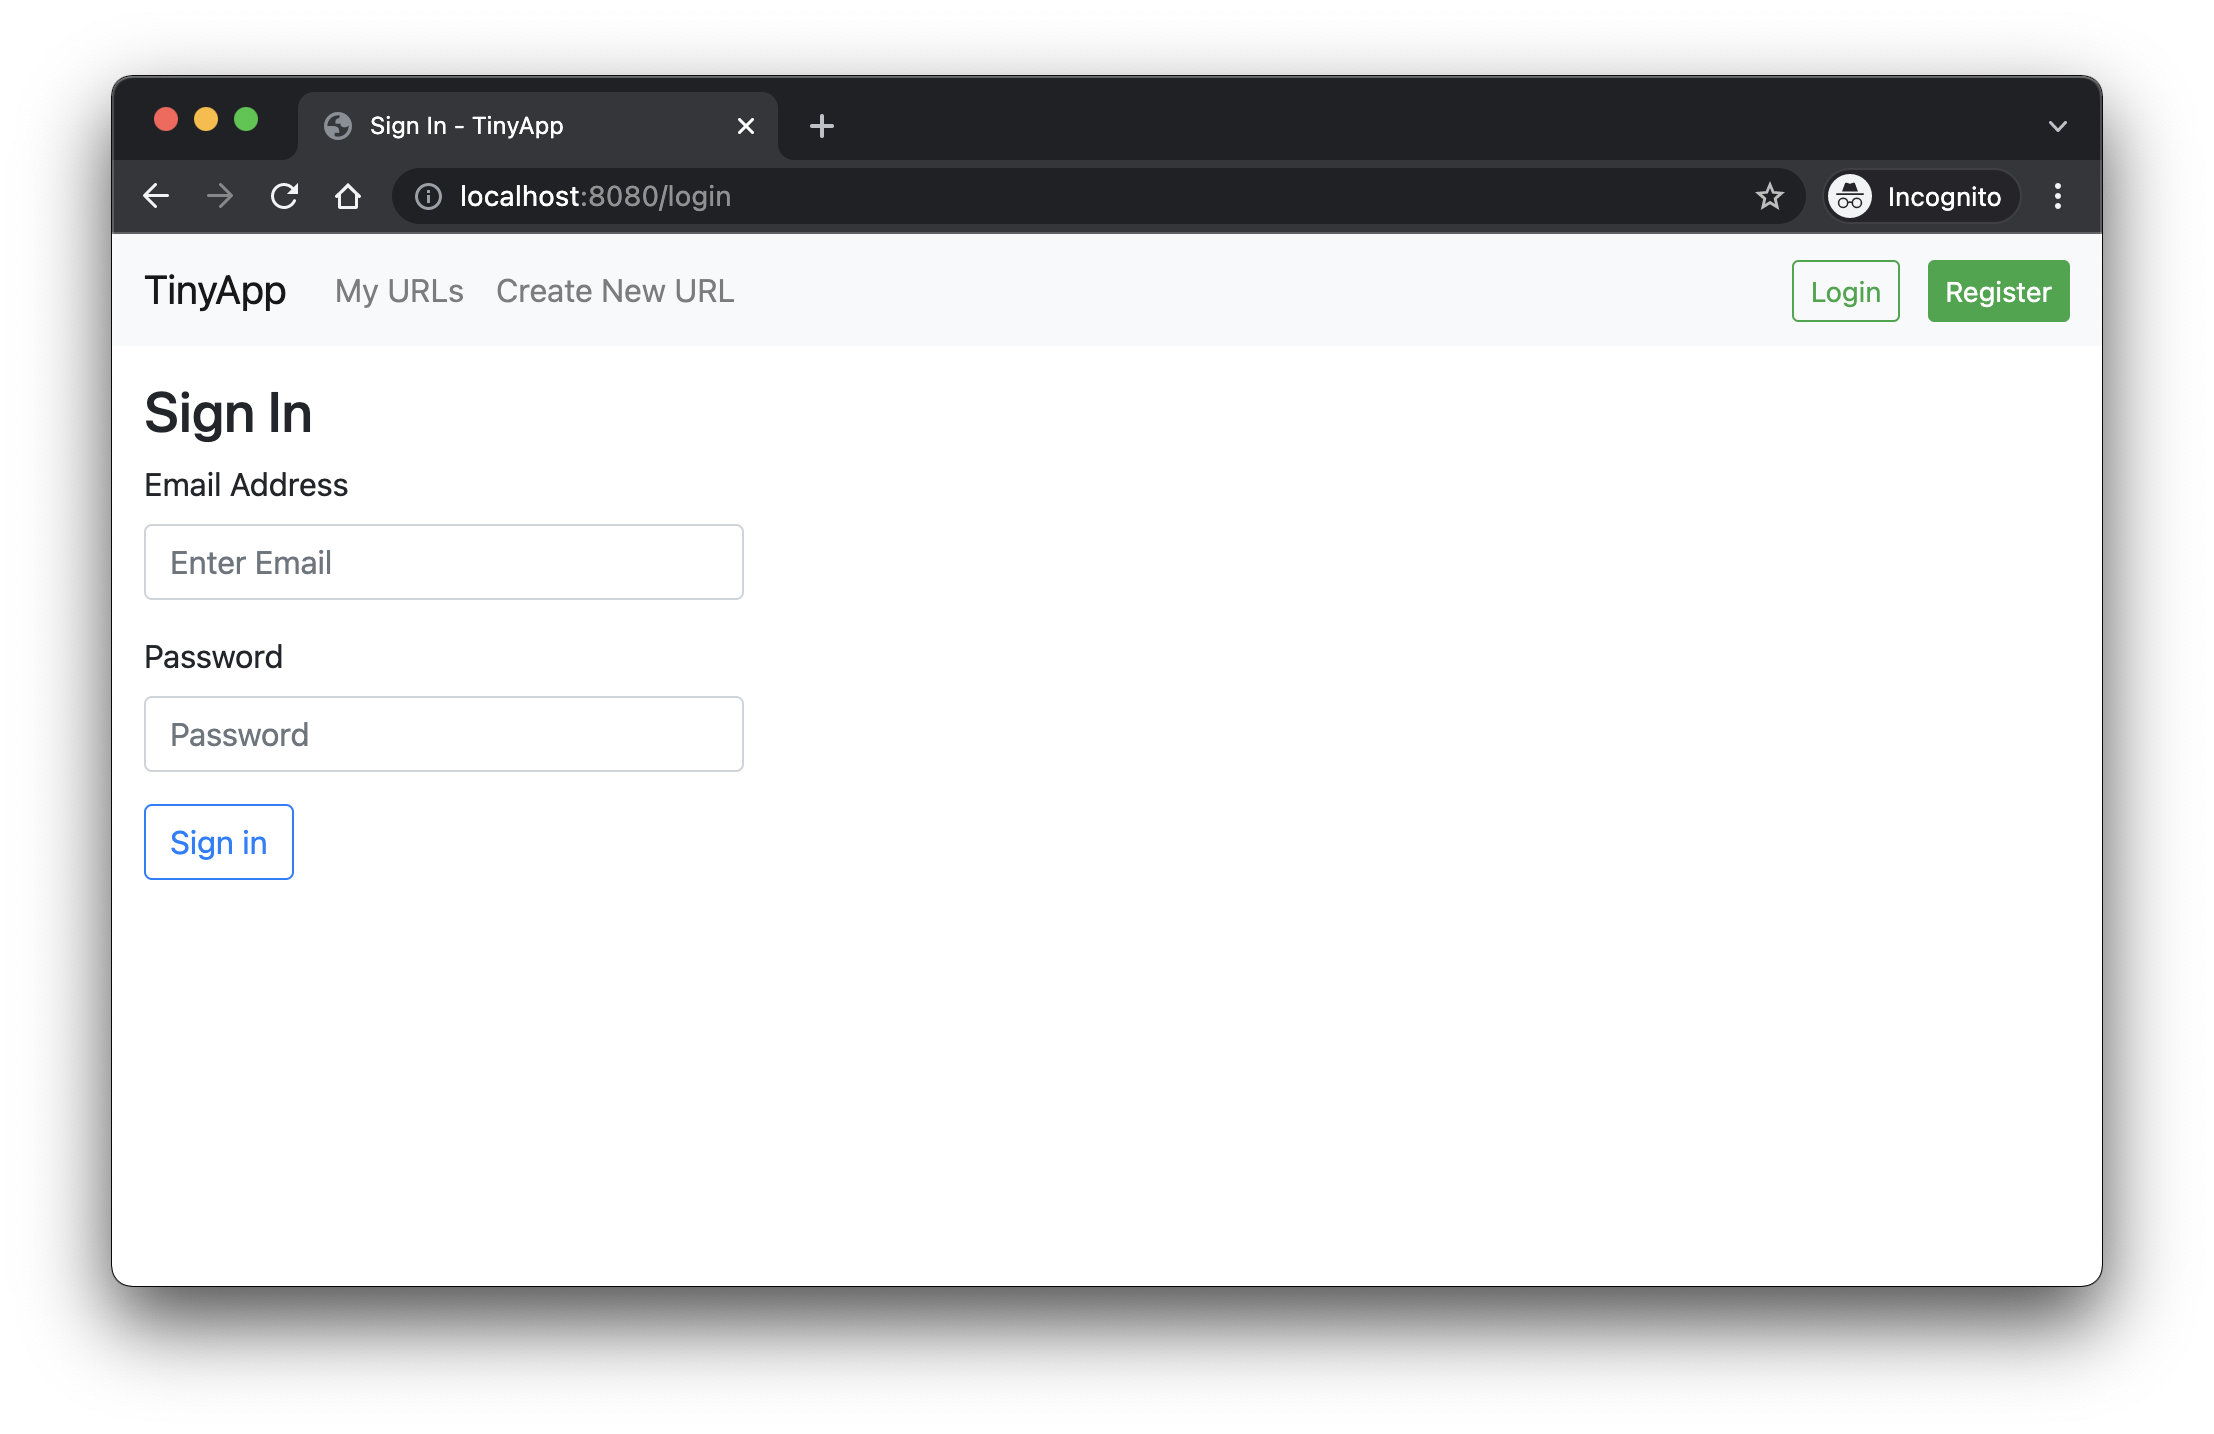 Sign In - TinyApp
localhost:8080/login
Incognito
TinyApp My URLs Create New URL Login Register
Sign In
Email Address
Enter Email
Password
Password
Sign in